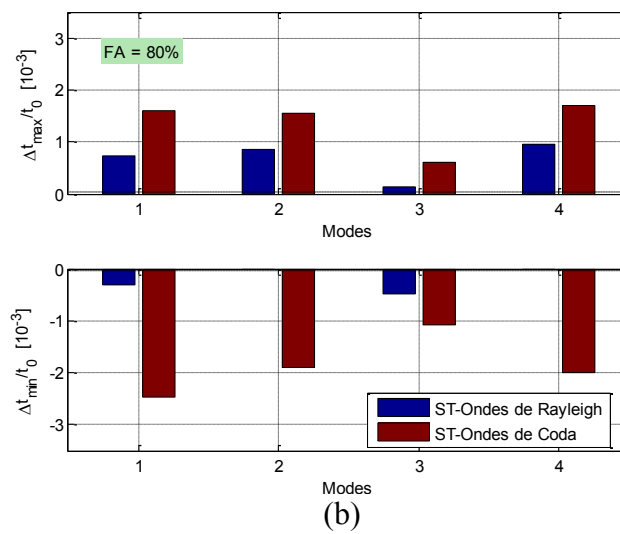 3
FA = 80%
2
1
0
Δt_max/t_0 [10^-3]
1 2 3 4
Modes
0
-1
-2
-3
Δt_min/t_0 [10^-3]
ST-Ondes de Rayleigh
ST-Ondes de Coda
1 2 3 4
Modes
(b)